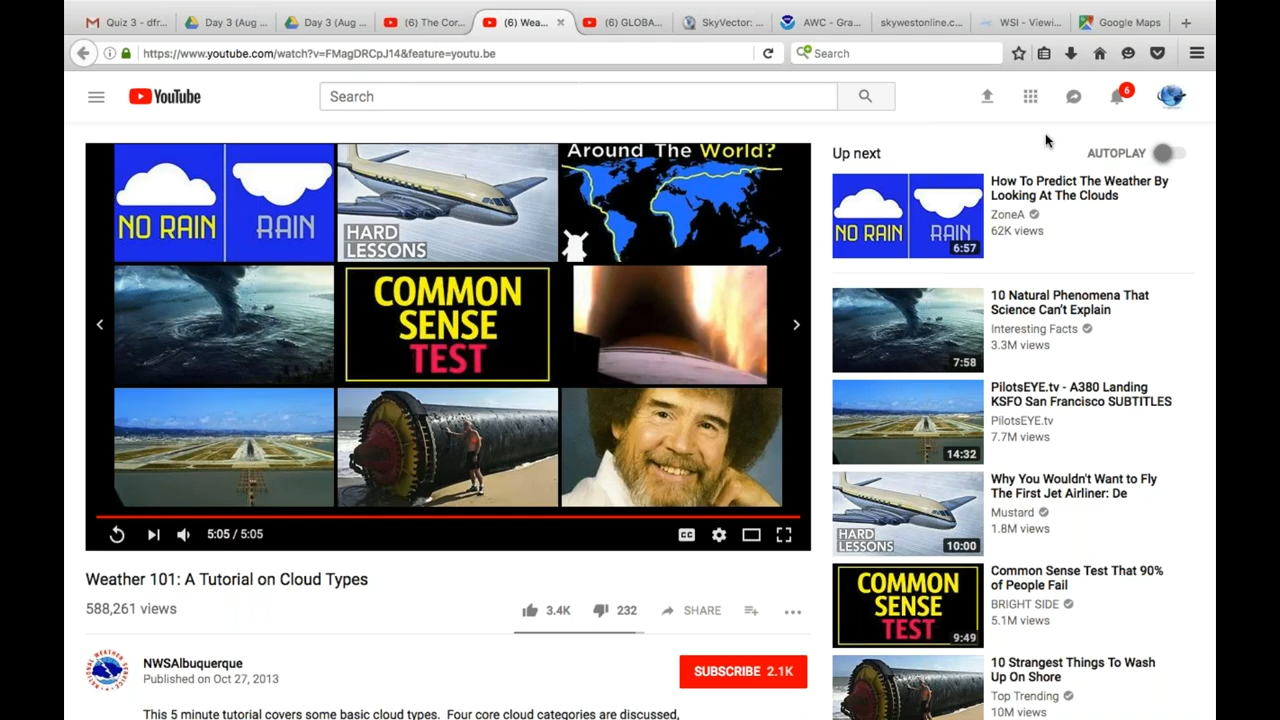 Quiz 3 - dfr...
Day 3 (Aug ...
Day 3 (Aug ...
(6) The Cor...
(6) Wea...
(6) GLOBA...
SkyVector: ...
AWC - Gra...
skywestonline.c...
WSI - Viewi...
Google Maps
https://www.youtube.com/watch?v=FMagDRCpJ14&feature=youtu.be
Search
YouTube
Search
6
NO RAIN
RAIN
HARD
LESSONS
Around The World?
COMMON
SENSE
TEST
5:05 / 5:05
CC
Weather 101: A Tutorial on Cloud Types
588,261 views
3.4K
232
SHARE
NWSAlbuquerque
Published on Oct 27, 2013
SUBSCRIBE 2.1K
This 5 minute tutorial covers some basic cloud types. Four core cloud categories are discussed,
Up next
AUTOPLAY
NO RAIN
RAIN
6:57
How To Predict The Weather By
Looking At The Clouds
ZoneA
62K views
7:58
10 Natural Phenomena That
Science Can't Explain
Interesting Facts
3.3M views
14:32
PilotsEYE.tv - A380 Landing
KSFO San Francisco SUBTITLES
PilotsEYE.tv
7.7M views
HARD
LESSONS
10:00
Why You Wouldn't Want to Fly
The First Jet Airliner: De
Mustard
1.8M views
COMMON
SENSE
TEST
9:49
Common Sense Test That 90%
of People Fail
BRIGHT SIDE
5.1M views
10 Strangest Things To Wash
Up On Shore
Top Trending
10M views